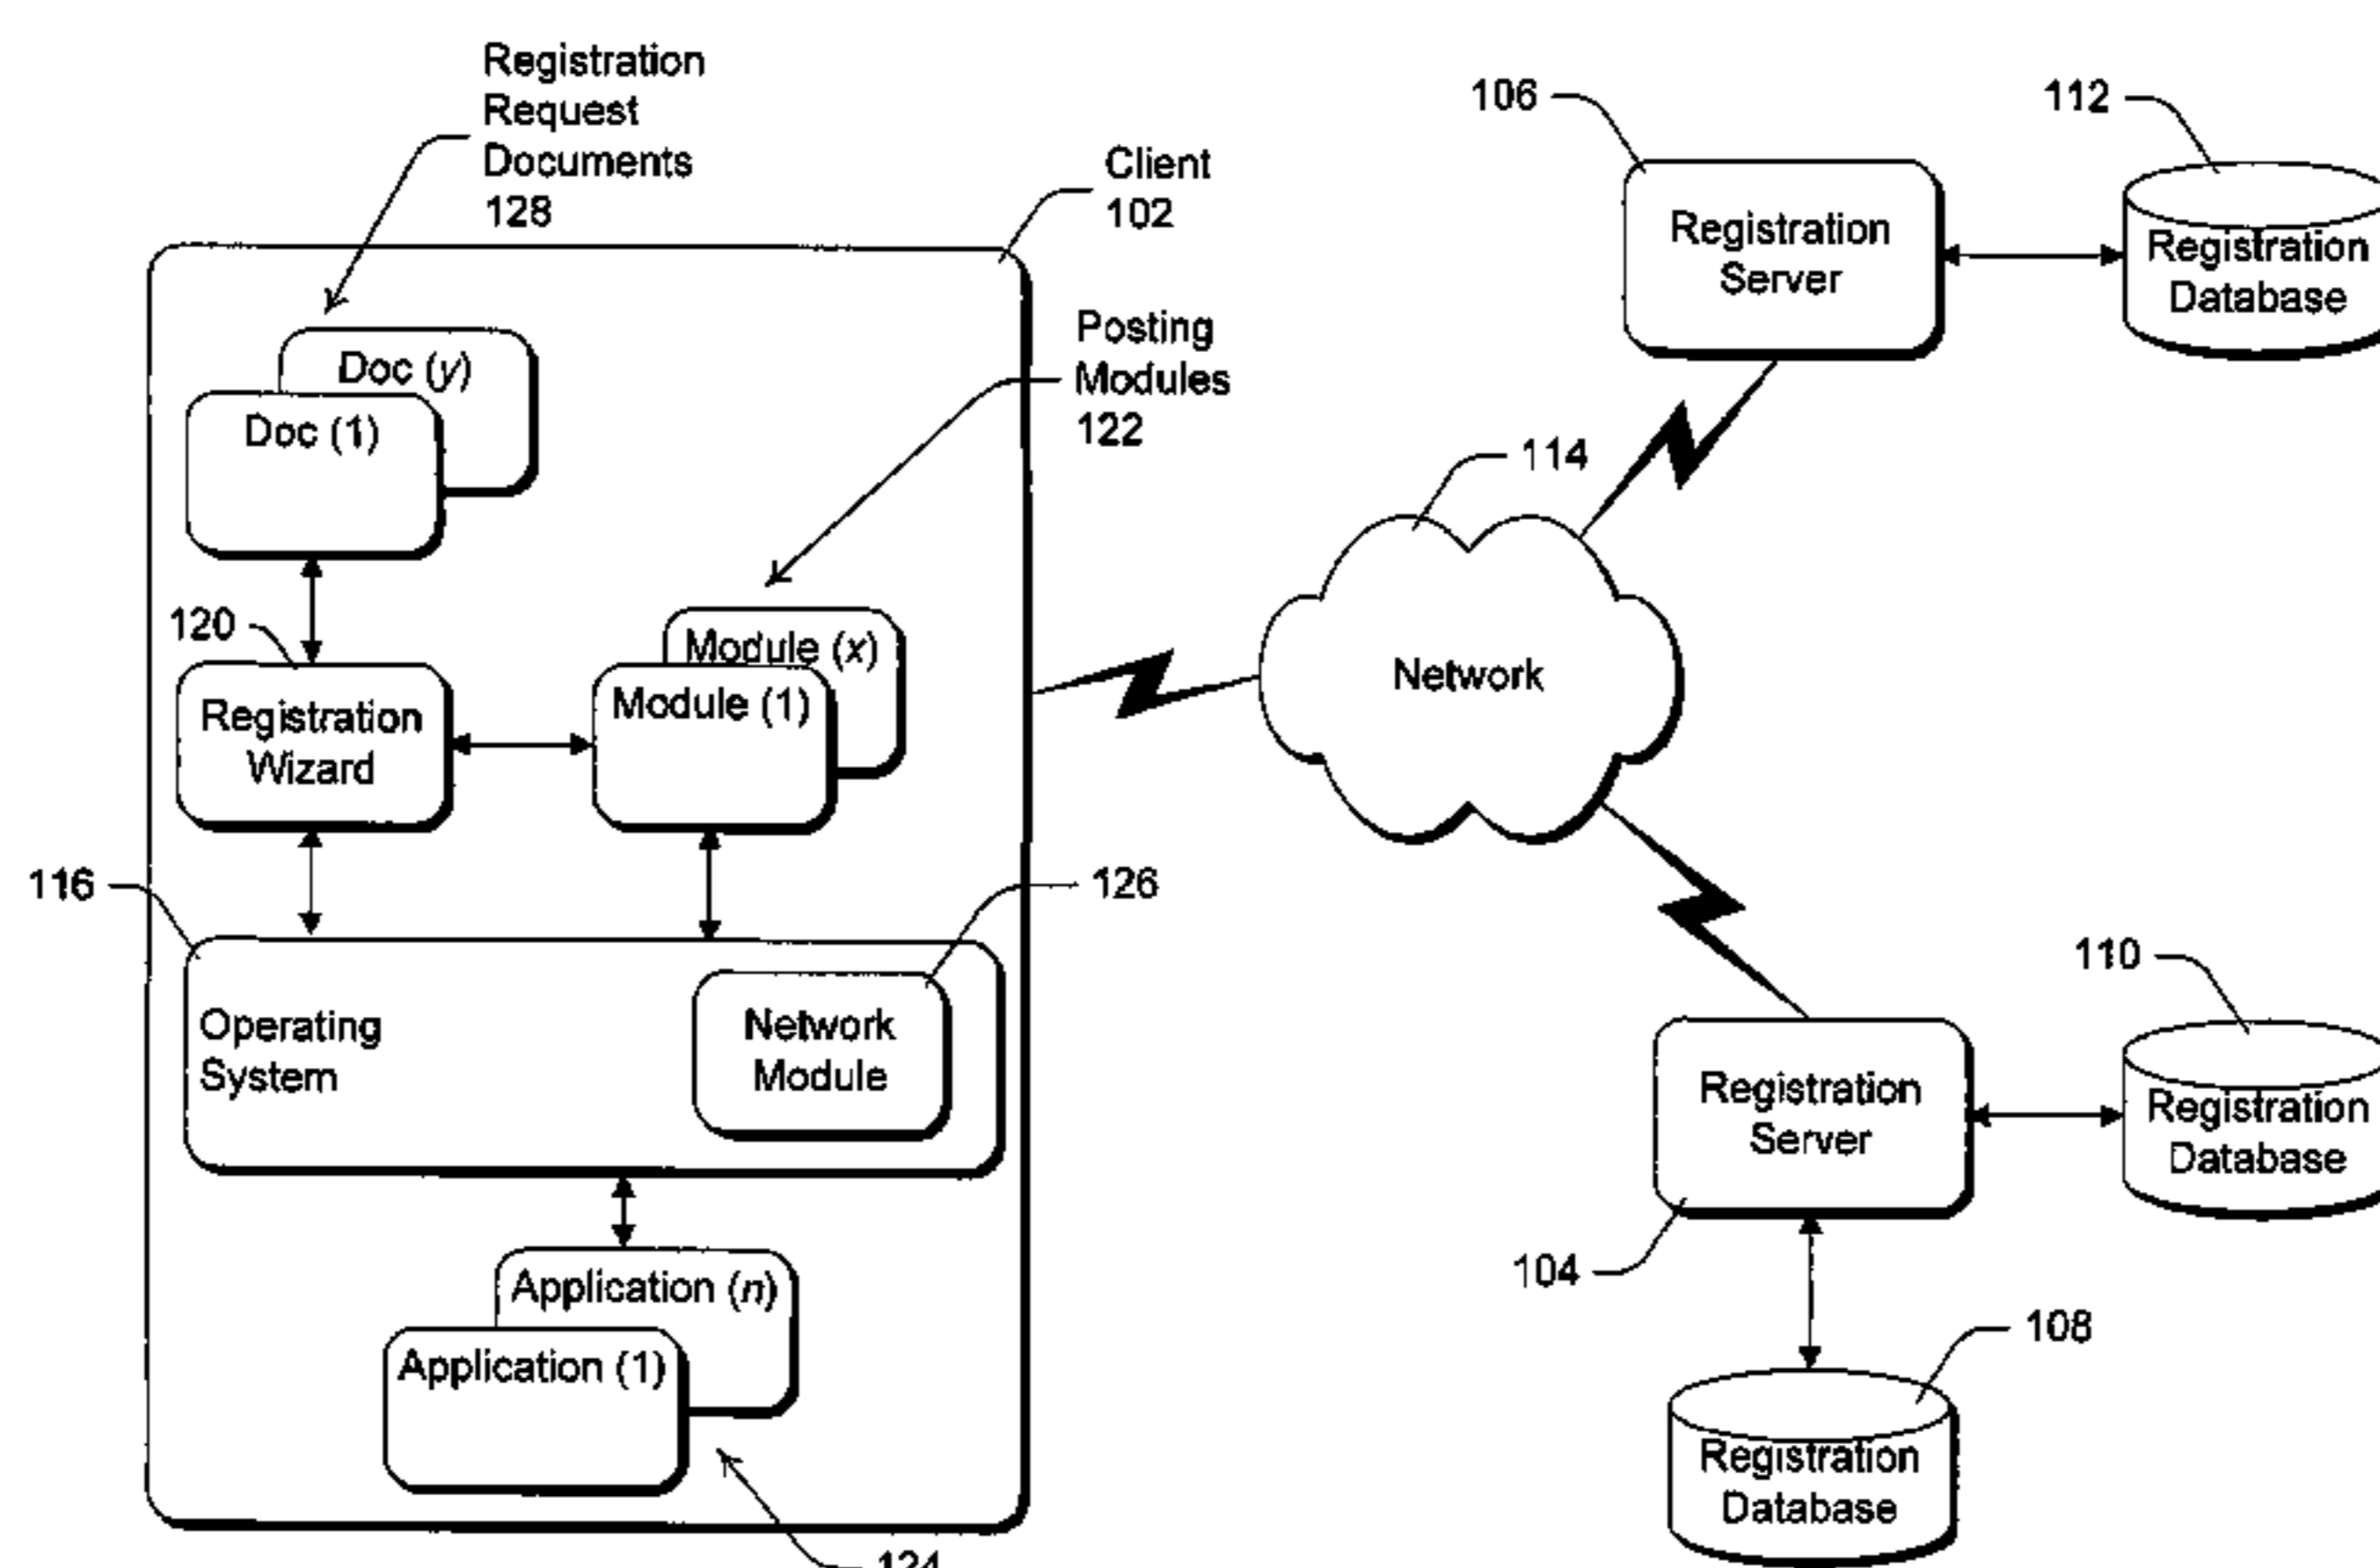 Registration
Request
Documents
128
Client
102
106
112
Registration
Server
Registration
Database
Doc (y)
Doc (1)
Posting
Modules
122
114
120
Module (x)
Module (1)
Registration
Wizard
Network
116
126
110
Operating
System
Network
Module
Registration
Server
Registration
Database
104
Application (n)
Application (1)
108
Registration
Database
124